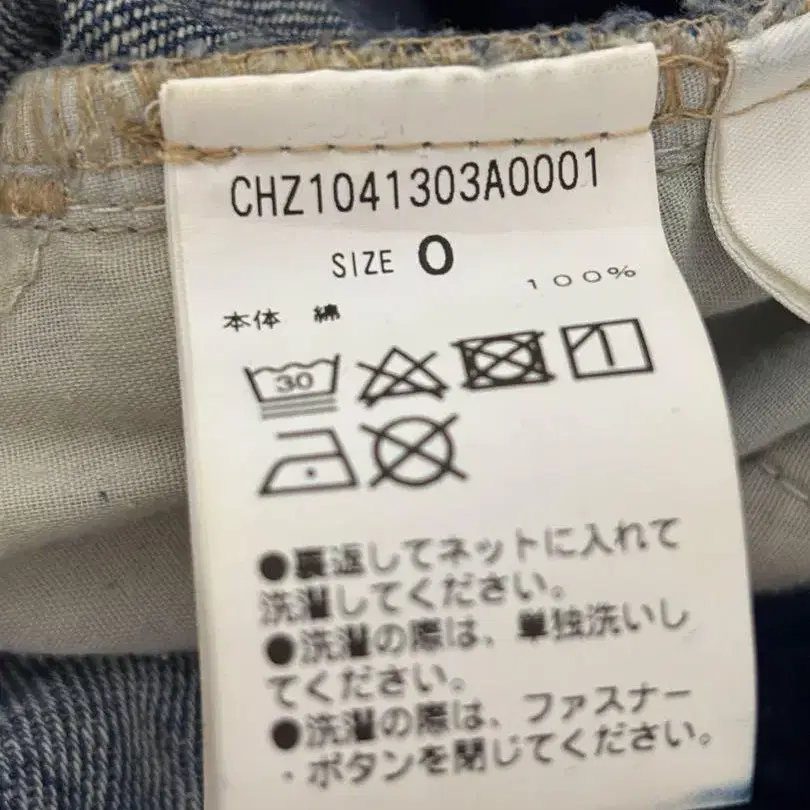 CHZ1041303A0001
SIZE 0
本体 綿 100%
30
●裏返してネットに入れて
洗濯してください。
●洗濯の際は、単独洗いし
てください。
●洗濯の際は、ファスナー
・ボタンを閉じてください。